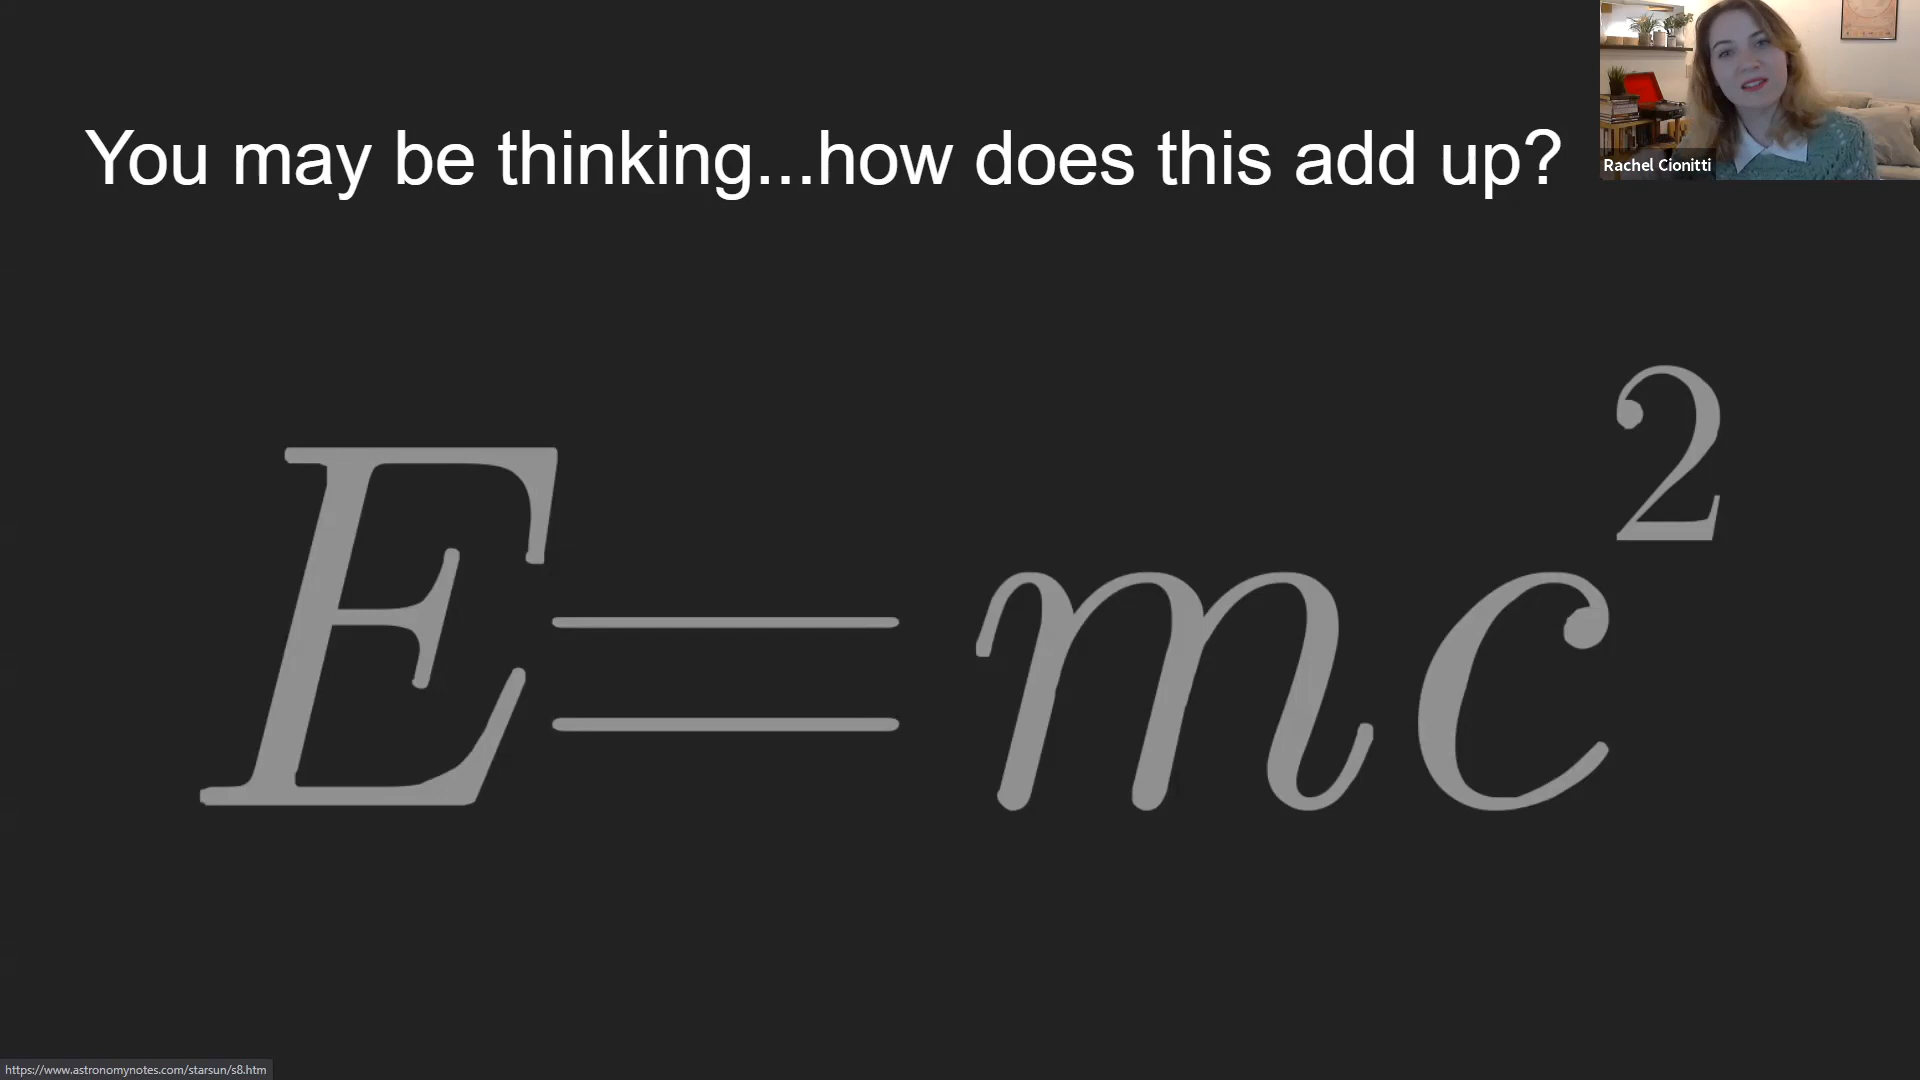 You may be thinking...how does this add up?
Rachel Cionitti
E=mc²
https://www.astronomynotes.com/starsun/s8.htm